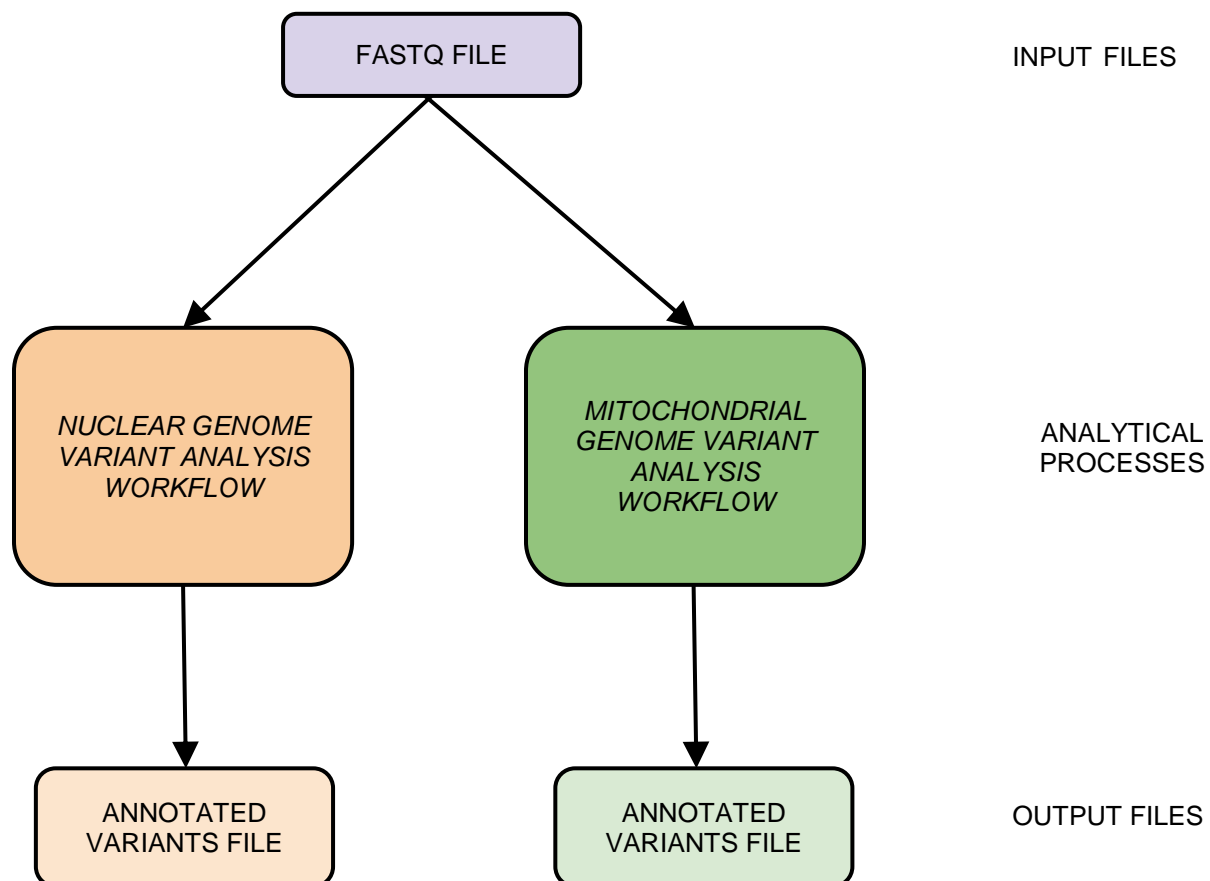 FASTQ FILE
INPUT FILES
NUCLEAR GENOME
VARIANT ANALYSIS
WORKFLOW
MITOCHONDRIAL
GENOME VARIANT
ANALYSIS
WORKFLOW
ANALYTICAL
PROCESSES
ANNOTATED
VARIANTS FILE
ANNOTATED
VARIANTS FILE
OUTPUT FILES